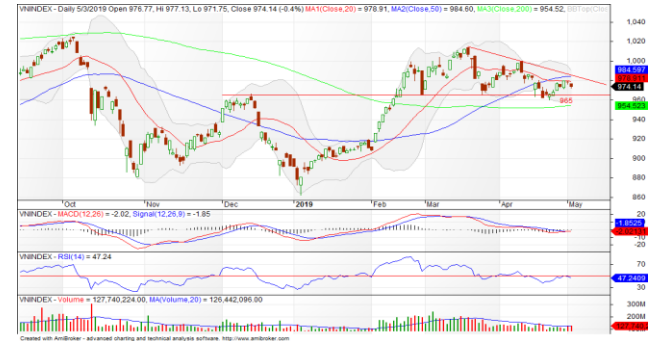 VNINDEX - Daily 5/3/2019 Open 976.77, Hi 977.13, Lo 971.75, Close 974.14 (-0.4%) MA1(Close,20) = 978.91, MA2(Close,50) = 984.60, MA3(Close,200) = 954.52,
1,040
1,020
1,000
984.597
974.14
960
954.523
940
920
900
880
860
965
Oct Nov Dec 2019 Feb Mar Apr May
VNINDEX - MACD(12,26) = -2.02, Signal(12,26,9) = -1.85
20
10
-1.8525
-10
-20
VNINDEX - RSI(14) = 47.24
70
47.2409
30
VNINDEX - Volume = 127,740,224.00, MA(Volume,20) = 126,442,096.00
300M
200M
Created with AmiBroker - advanced charting and technical analysis software. http://www.amibroker.com